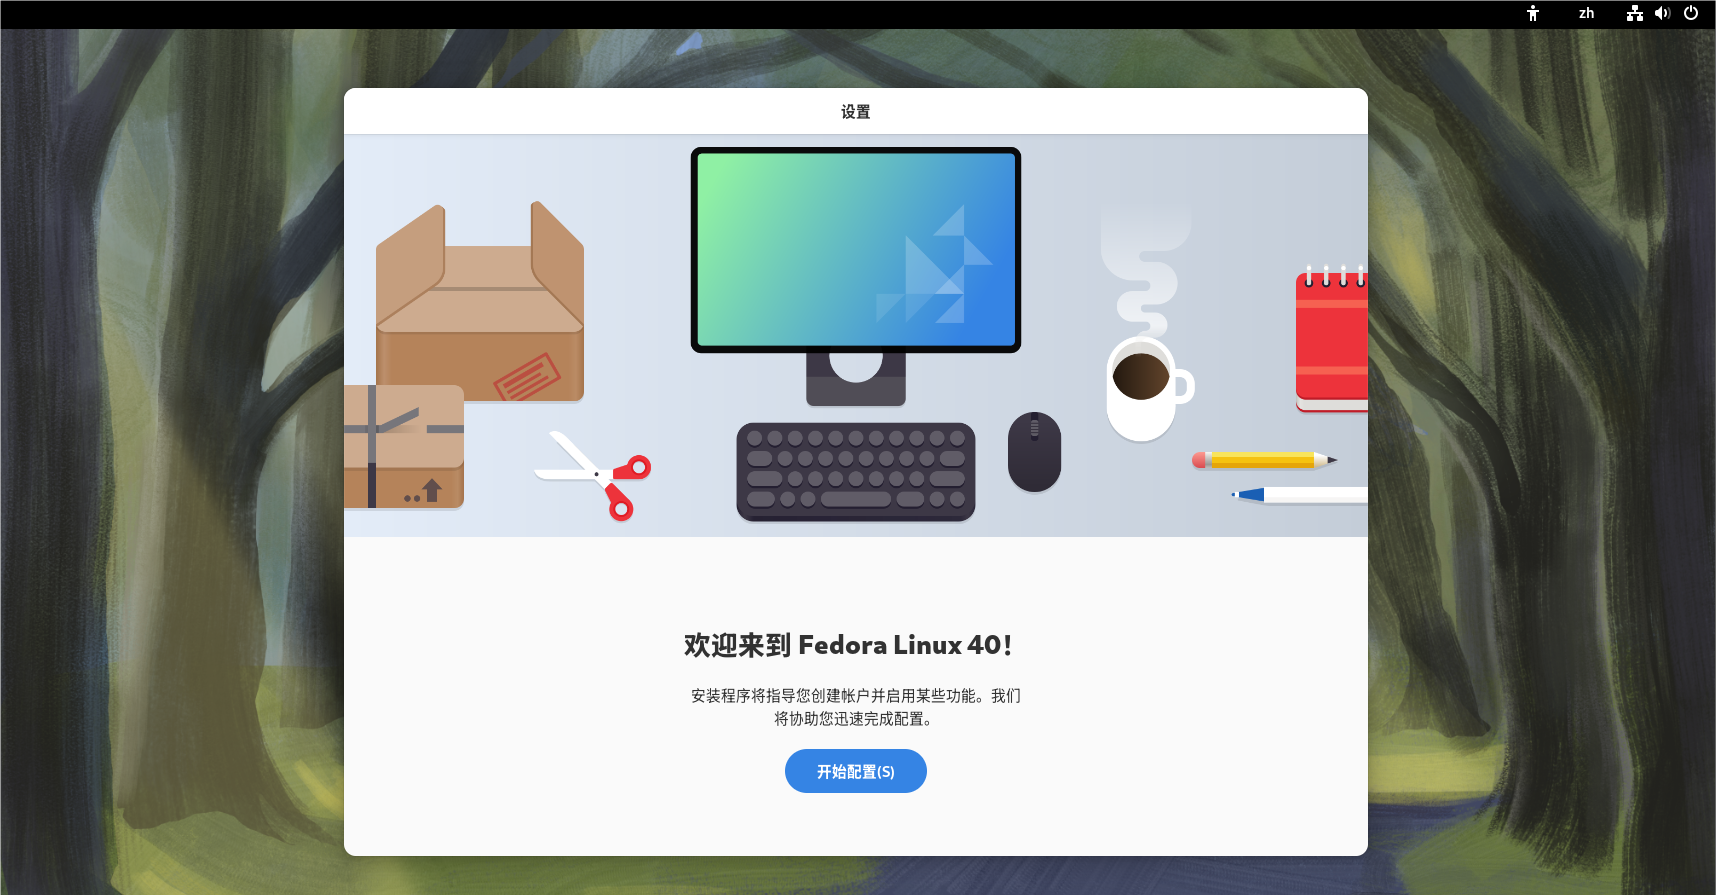 zh
设置
欢迎来到 Fedora Linux 40！
安装程序将指导您创建帐户并启用某些功能。我们
将协助您迅速完成配置。
开始配置(S)